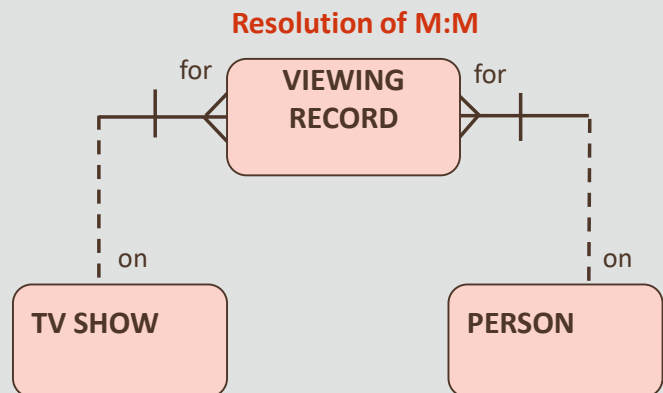 Resolution of M:M
for
VIEWING
RECORD
for
on
on
TV SHOW
PERSON